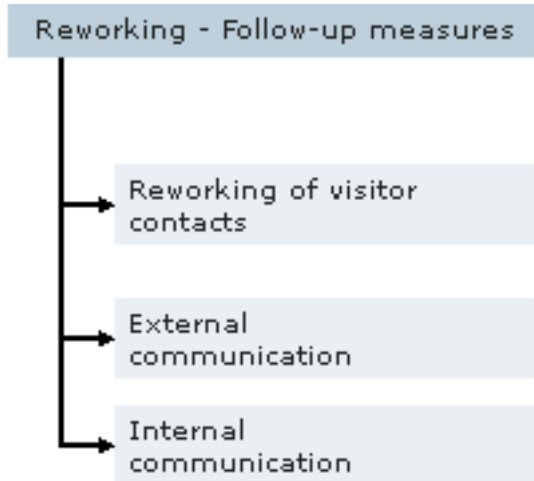 Reworking - Follow-up measures
Reworking of visitor
contacts
External
communication
Internal
communication